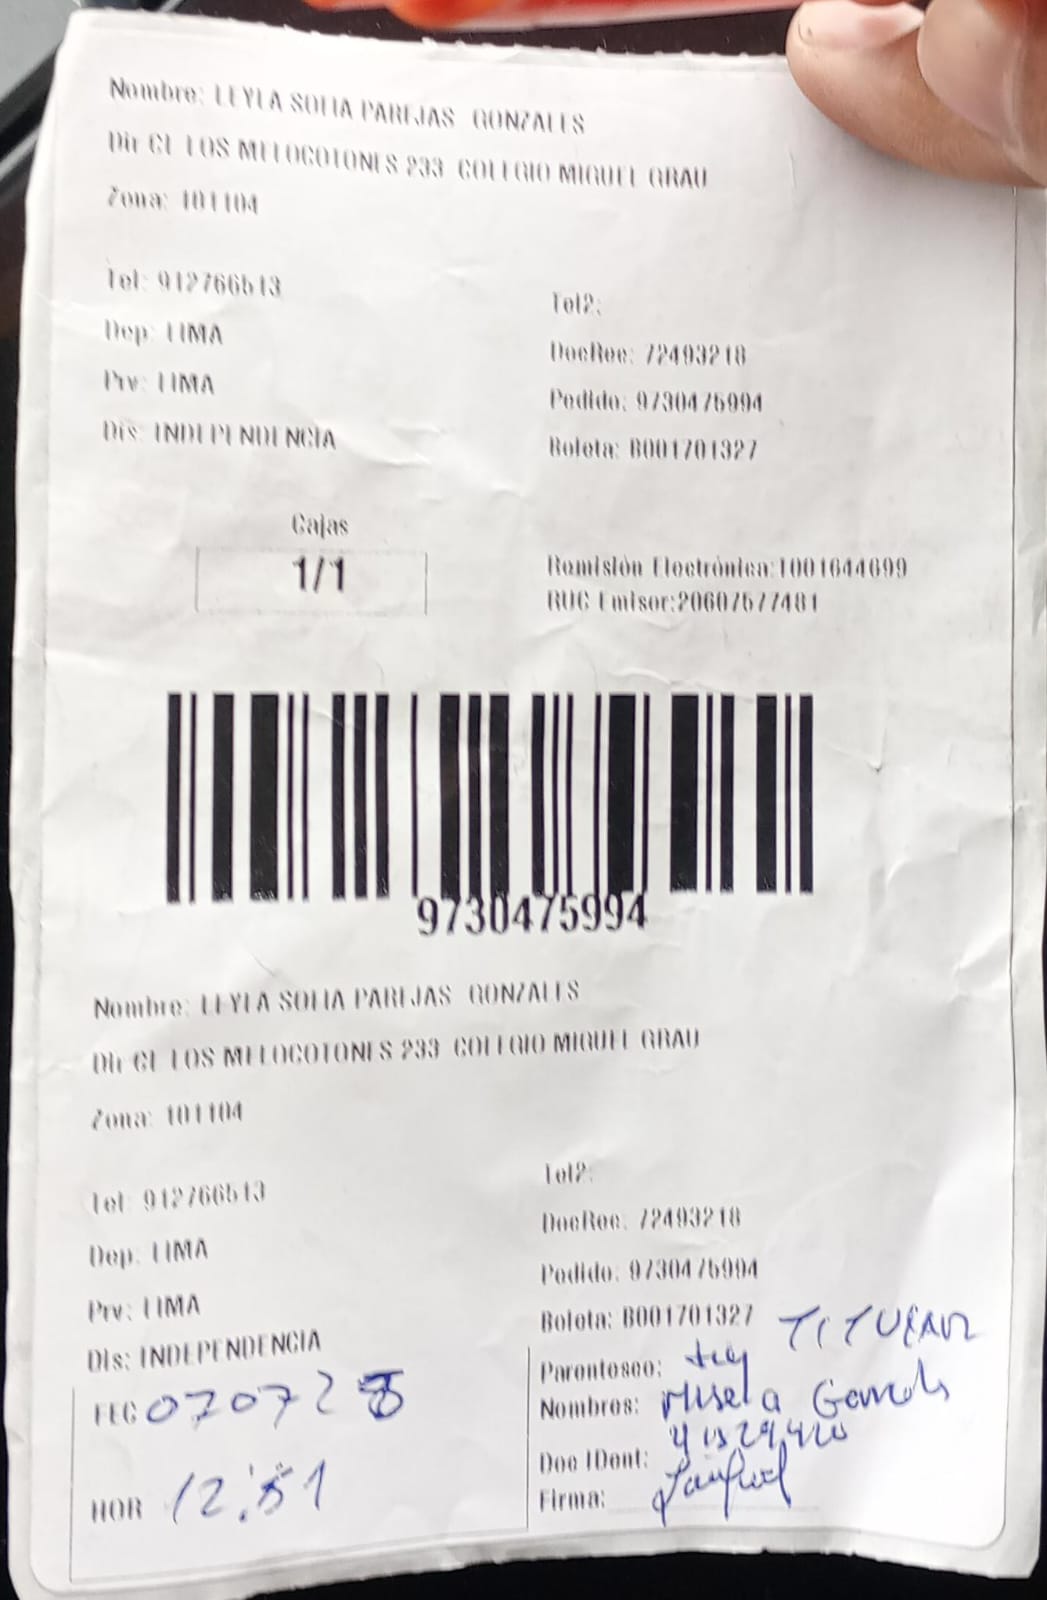 Nombre: LEYLA SOFIA PAREJAS GONZALES
Dir CL LOS MELOCOTONES 233 COLEGIO MIGUEL GRAU
Zona: 101104
Tel: 912766513
Tel2:
Dep: LIMA
DocRec: 72493218
Prv: LIMA
Pedido: 9730475994
Dis: INDEPENDENCIA
Boleta: B001701327
Cajas
1/1
Remisión Electrónica:1001644699
RUC Emisor:20607577481
9730475994
Nombre: LEYLA SOFIA PAREJAS GONZALES
Dir CL LOS MELOCOTONES 233 COLEGIO MIGUEL GRAU
Zona: 101104
Tel: 912766513
Tel2:
Dep: LIMA
DocRec: 72493218
Prv: LIMA
Pedido: 9730475994
Dis: INDEPENDENCIA
Boleta: B001701327 TITULAR
FEC 07072
Parentesco:
Nombres:
HOR 12:51
Doc IDent:
Firma: